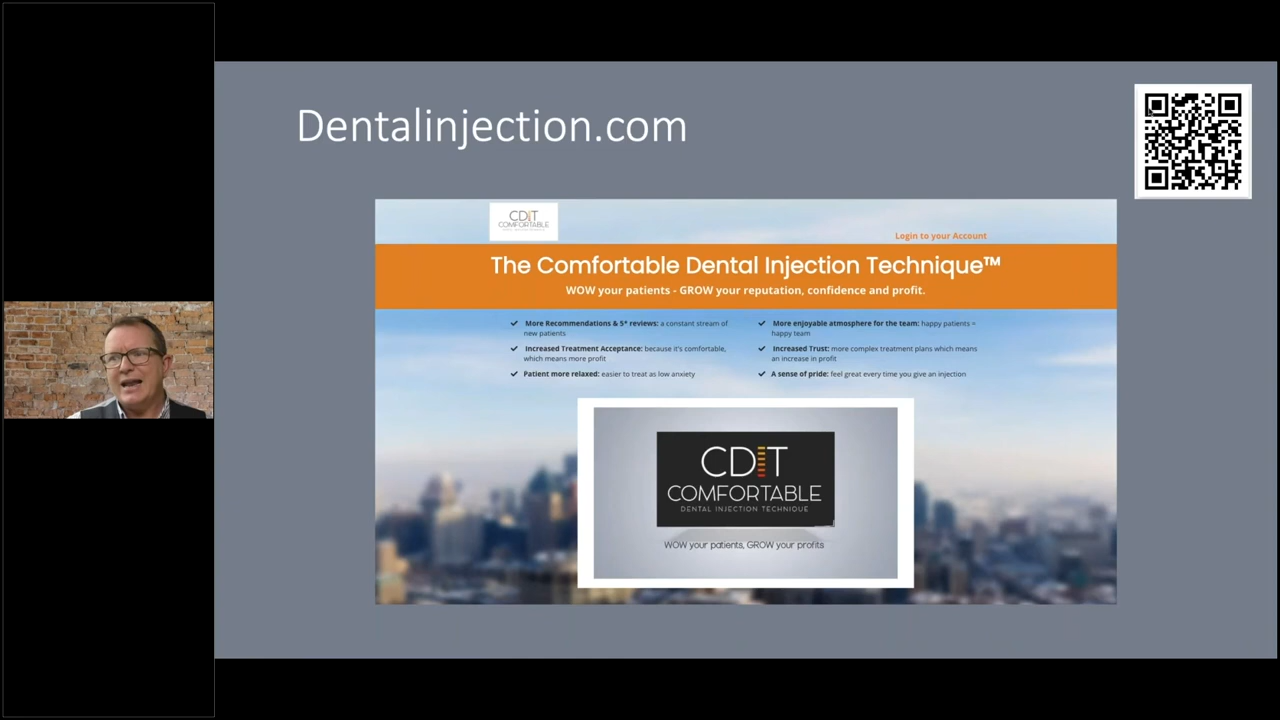 Dentalinjection.com
CDIT
COMFORTABLE
Login to your Account
The Comfortable Dental Injection Technique™
WOW your patients - GROW your reputation, confidence and profit.
More Recommendations & 5* reviews: a constant stream of
new patients
Increased Treatment Acceptance: because it's comfortable,
which means more profit
Patient more relaxed: easier to treat as low anxiety
More enjoyable atmosphere for the team: happy patients =
happy team
Increased Trust: more complex treatment plans which means
an increase in profit
A sense of pride: feel great every time you give an injection
CDIT
COMFORTABLE
DENTAL INJECTION TECHNIQUE
WOW your patients, GROW your profits